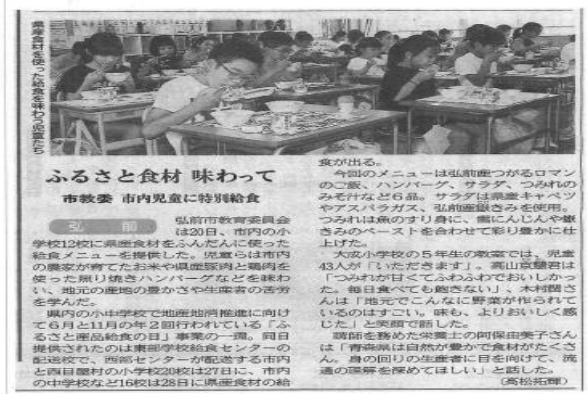 県産食材を使った給食を味わう児童たち
ふるさと食材 味わって
市教委 市内児童に特別給食
弘前
弘前市教育委員会
は20日、市内の小
学校12校に県産食材をふんだんに使った
給食メニューを提供した。児童らは市内
の農家が育てたお米や県産豚肉と鶏肉を
使った照り焼きハンバーグなどを味わ
い、地元の産地の豊かさや生産者の苦労
を学んだ。
県内の小中学校で地産地消推進に向け
て6月と11月の年2回行われている「ふ
るさと産品給食の日」事業の一環。同日
提供されたのは東部学校給食センターの
配送校で、西部センターが配送する市内
と西目屋村の小学校20校は27日に、市内
の中学校など16校は28日に県産食材の給
食が出る。
今回のメニューは弘前産つがるロマン
のご飯、ハンバーグ、サラダ、つみれの
みそ汁など6品。サラダは県産キャベツ
やアスパラガス、弘前産嶽きみを使用。
つみれは魚のすり身に、雪にんじんや嶽
きみのペーストを合わせて彩り豊かに仕
上げた。
大成小学校の5年生の教室では、児童
43人が「いただきます」。高山京慧君は
「つみれが甘くてふわふわでおいしかっ
た。毎日食べても飽きない」、木村潤さ
んは「地元でこんなに野菜が作られて
いるのはすごい。味も、よりおいしく感
じた」と笑顔で話した。
講師を務めた栄養士の阿保由美子さん
は「青森県は自然が豊かで食材がたくさ
ん。身の回りの生産者に目を向けて、流
通の理解を深めてほしい」と話した。
(高松拓輝)